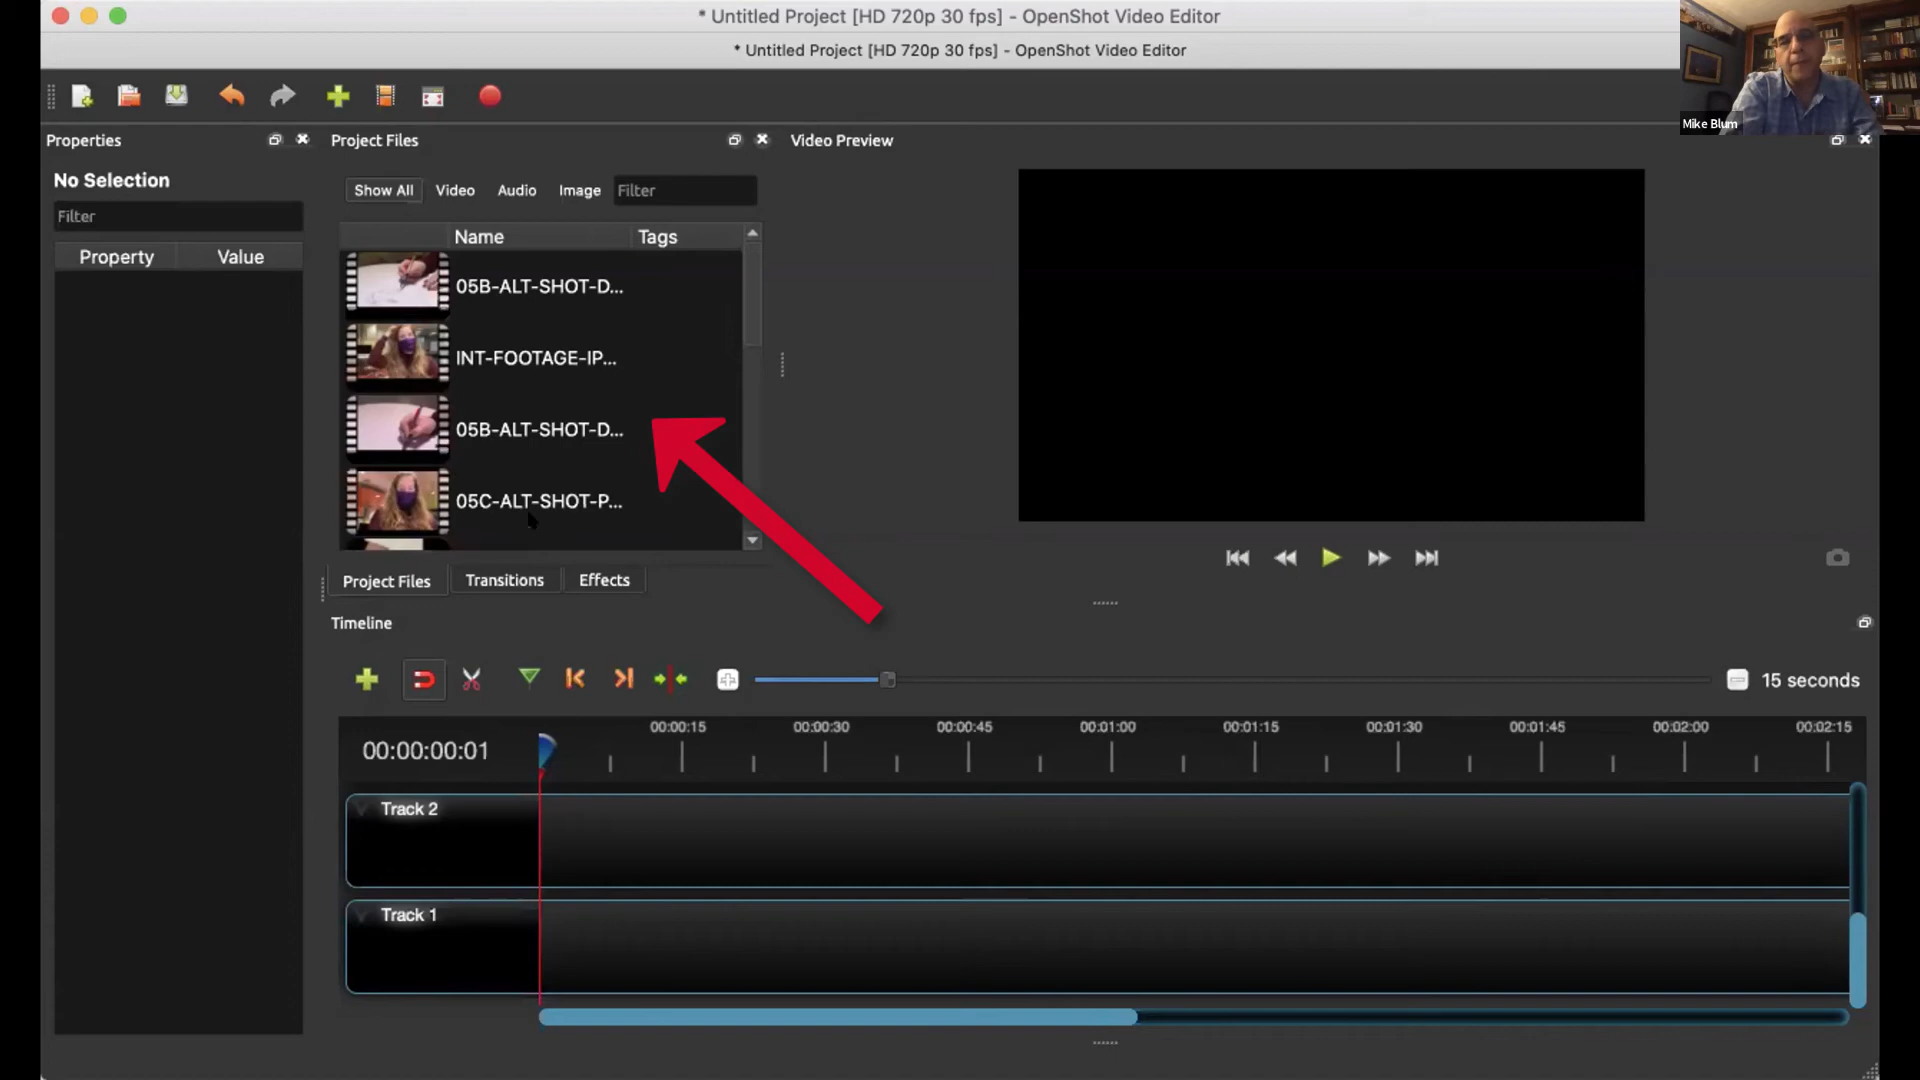 * Untitled Project [HD 720p 30 fps] - OpenShot Video Editor
* Untitled Project [HD 720p 30 fps] - OpenShot Video Editor
Mike Blum
Properties
Project Files
Video Preview
No Selection
Filter
Property Value
Show All Video Audio Image Filter
Name Tags
05B-ALT-SHOT-D...
INT-FOOTAGE-IP...
05B-ALT-SHOT-D...
05C-ALT-SHOT-P...
Project Files Transitions Effects
Timeline
15 seconds
00:00:00:01
00:00:15 00:00:30 00:00:45 00:01:00 00:01:15 00:01:30 00:01:45 00:02:00 00:02:15
Track 2
Track 1